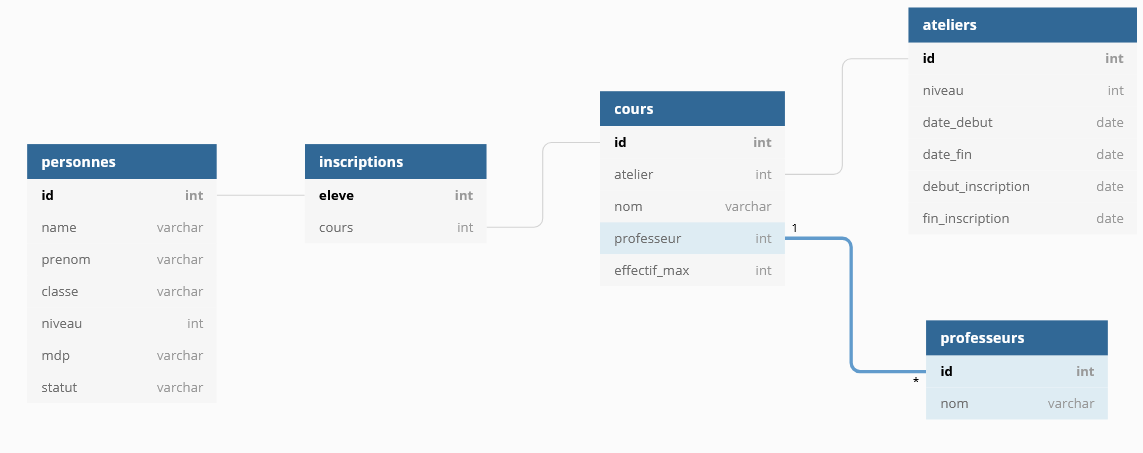 personnes
id int
name varchar
prenom varchar
classe varchar
niveau int
mdp varchar
statut varchar
inscriptions
eleve int
cours int
cours
id int
atelier int
nom varchar
professeur int
effectif_max int
1
ateliers
id int
niveau int
date_debut date
date_fin date
debut_inscription date
fin_inscription date
professeurs
*
id int
nom varchar